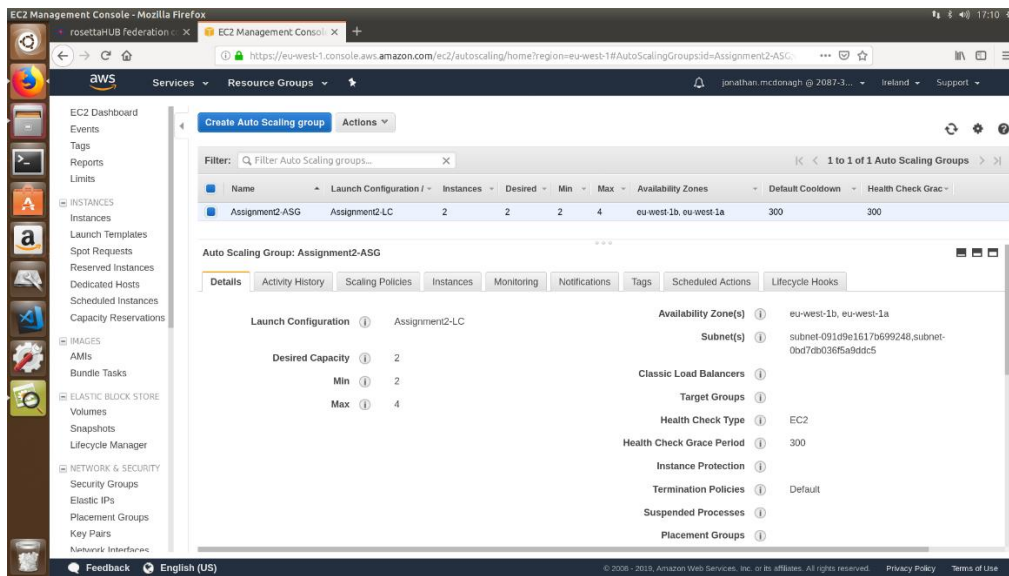 EC2 Management Console - Mozilla Firefox
17:10
rosettaHUB federation c
EC2 Management Consol
https://eu-west-1.console.aws.amazon.com/ec2/autoscaling/home?region=eu-west-1#AutoScalingGroups:id=Assignment2-ASG
aws Services Resource Groups jonathan.mcdonagh @ 2087-3... Ireland Support
EC2 Dashboard
Events
Tags
Reports
Limits
INSTANCES
Instances
Launch Templates
Spot Requests
Reserved Instances
Dedicated Hosts
Scheduled Instances
Capacity Reservations
IMAGES
AMIs
Bundle Tasks
ELASTIC BLOCK STORE
Volumes
Snapshots
Lifecycle Manager
NETWORK & SECURITY
Security Groups
Elastic IPs
Placement Groups
Key Pairs
Network Interfaces
Create Auto Scaling group Actions
Filter: Filter Auto Scaling groups... 1 to 1 of 1 Auto Scaling Groups
Name Launch Configuration / Instances Desired Min Max Availability Zones Default Cooldown Health Check Grac
Assignment2-ASG Assignment2-LC 2 2 2 4 eu-west-1b, eu-west-1a 300 300
Auto Scaling Group: Assignment2-ASG
Details Activity History Scaling Policies Instances Monitoring Notifications Tags Scheduled Actions Lifecycle Hooks
Launch Configuration Assignment2-LC
Desired Capacity 2
Min 2
Max 4
Availability Zone(s) eu-west-1b, eu-west-1a
Subnet(s) subnet-091d9e1617b699248,subnet-
0bd7db036f5a9ddc5
Classic Load Balancers
Target Groups
Health Check Type EC2
Health Check Grace Period 300
Instance Protection
Termination Policies Default
Suspended Processes
Placement Groups
Feedback English (US) © 2008 - 2019, Amazon Web Services, Inc. or its affiliates. All rights reserved. Privacy Policy Terms of Use